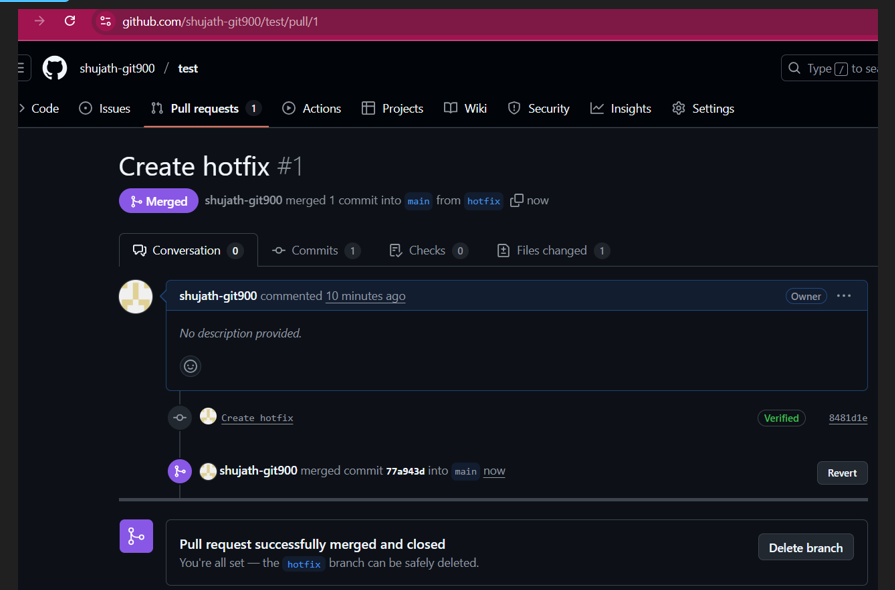 github.com/shujath-git900/test/pull/1
shujath-git900 / test
Type / to sea
Code Issues Pull requests 1 Actions Projects Wiki Security Insights Settings
Create hotfix #1
Merged shujath-git900 merged 1 commit into main from hotfix now
Conversation 0 Commits 1 Checks 0 Files changed 1
shujath-git900 commented 10 minutes ago Owner ...
No description provided.
Create hotfix Verified 8481d1e
shujath-git900 merged commit 77a943d into main now Revert
Pull request successfully merged and closed
You're all set — the hotfix branch can be safely deleted.
Delete branch